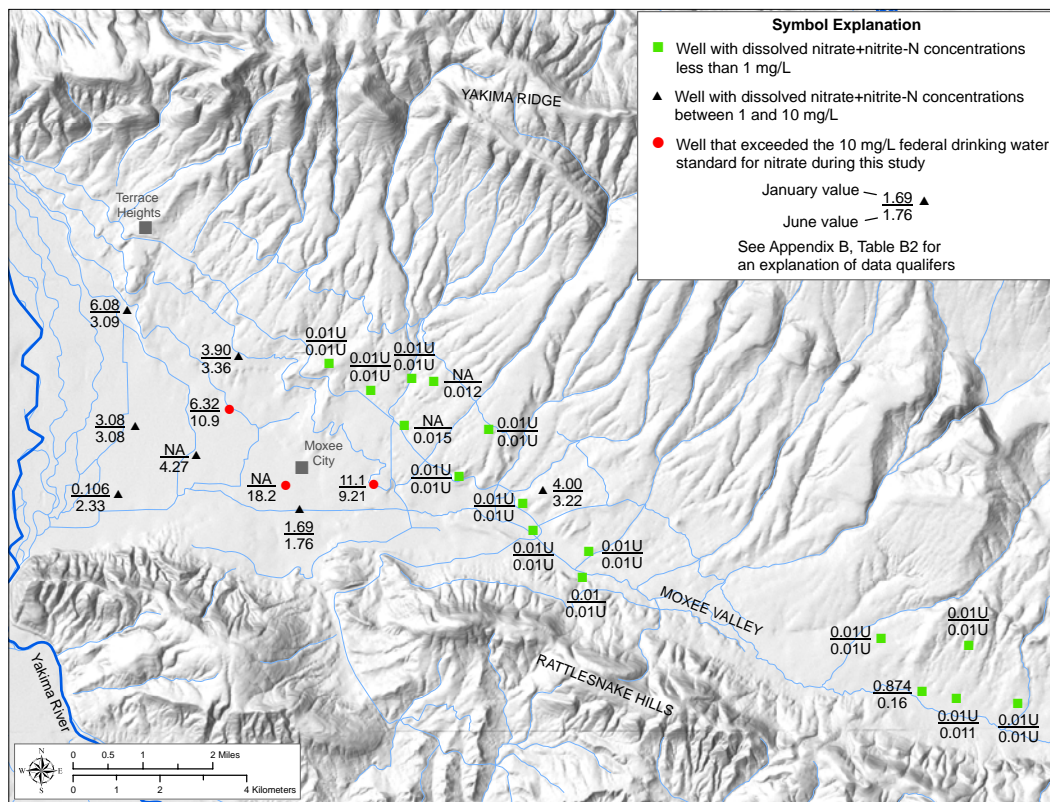 Symbol Explanation
Well with dissolved nitrate+nitrite-N concentrations
less than 1 mg/L
Well with dissolved nitrate+nitrite-N concentrations
between 1 and 10 mg/L
Well that exceeded the 10 mg/L federal drinking water
standard for nitrate during this study
January value
1.69
1.76
June value
See Appendix B, Table B2 for
an explanation of data qualifers
YAKIMA RIDGE
Terrace
Heights
6.08
3.09
3.90
3.36
0.01U
0.01U
0.01U
0.01U
0.01U
0.01U
NA
0.012
6.32
10.9
3.08
3.08
NA
4.27
NA
0.015
0.01U
0.01U
Moxee
City
0.106
2.33
NA
18.2
11.1
9.21
0.01U
0.01U
4.00
3.22
0.01U
0.01U
1.69
1.76
0.01U
0.01U
0.01U
0.01U
0.01
0.01U
MOXEE VALLEY
RATTLESNAKE HILLS
0.01U
0.01U
0.01U
0.01U
0.874
0.16
0.01U
0.011
0.01U
0.01U
Yakima River
N
W
E
S
0 0.5 1 2 Miles
0 1 2 4 Kilometers